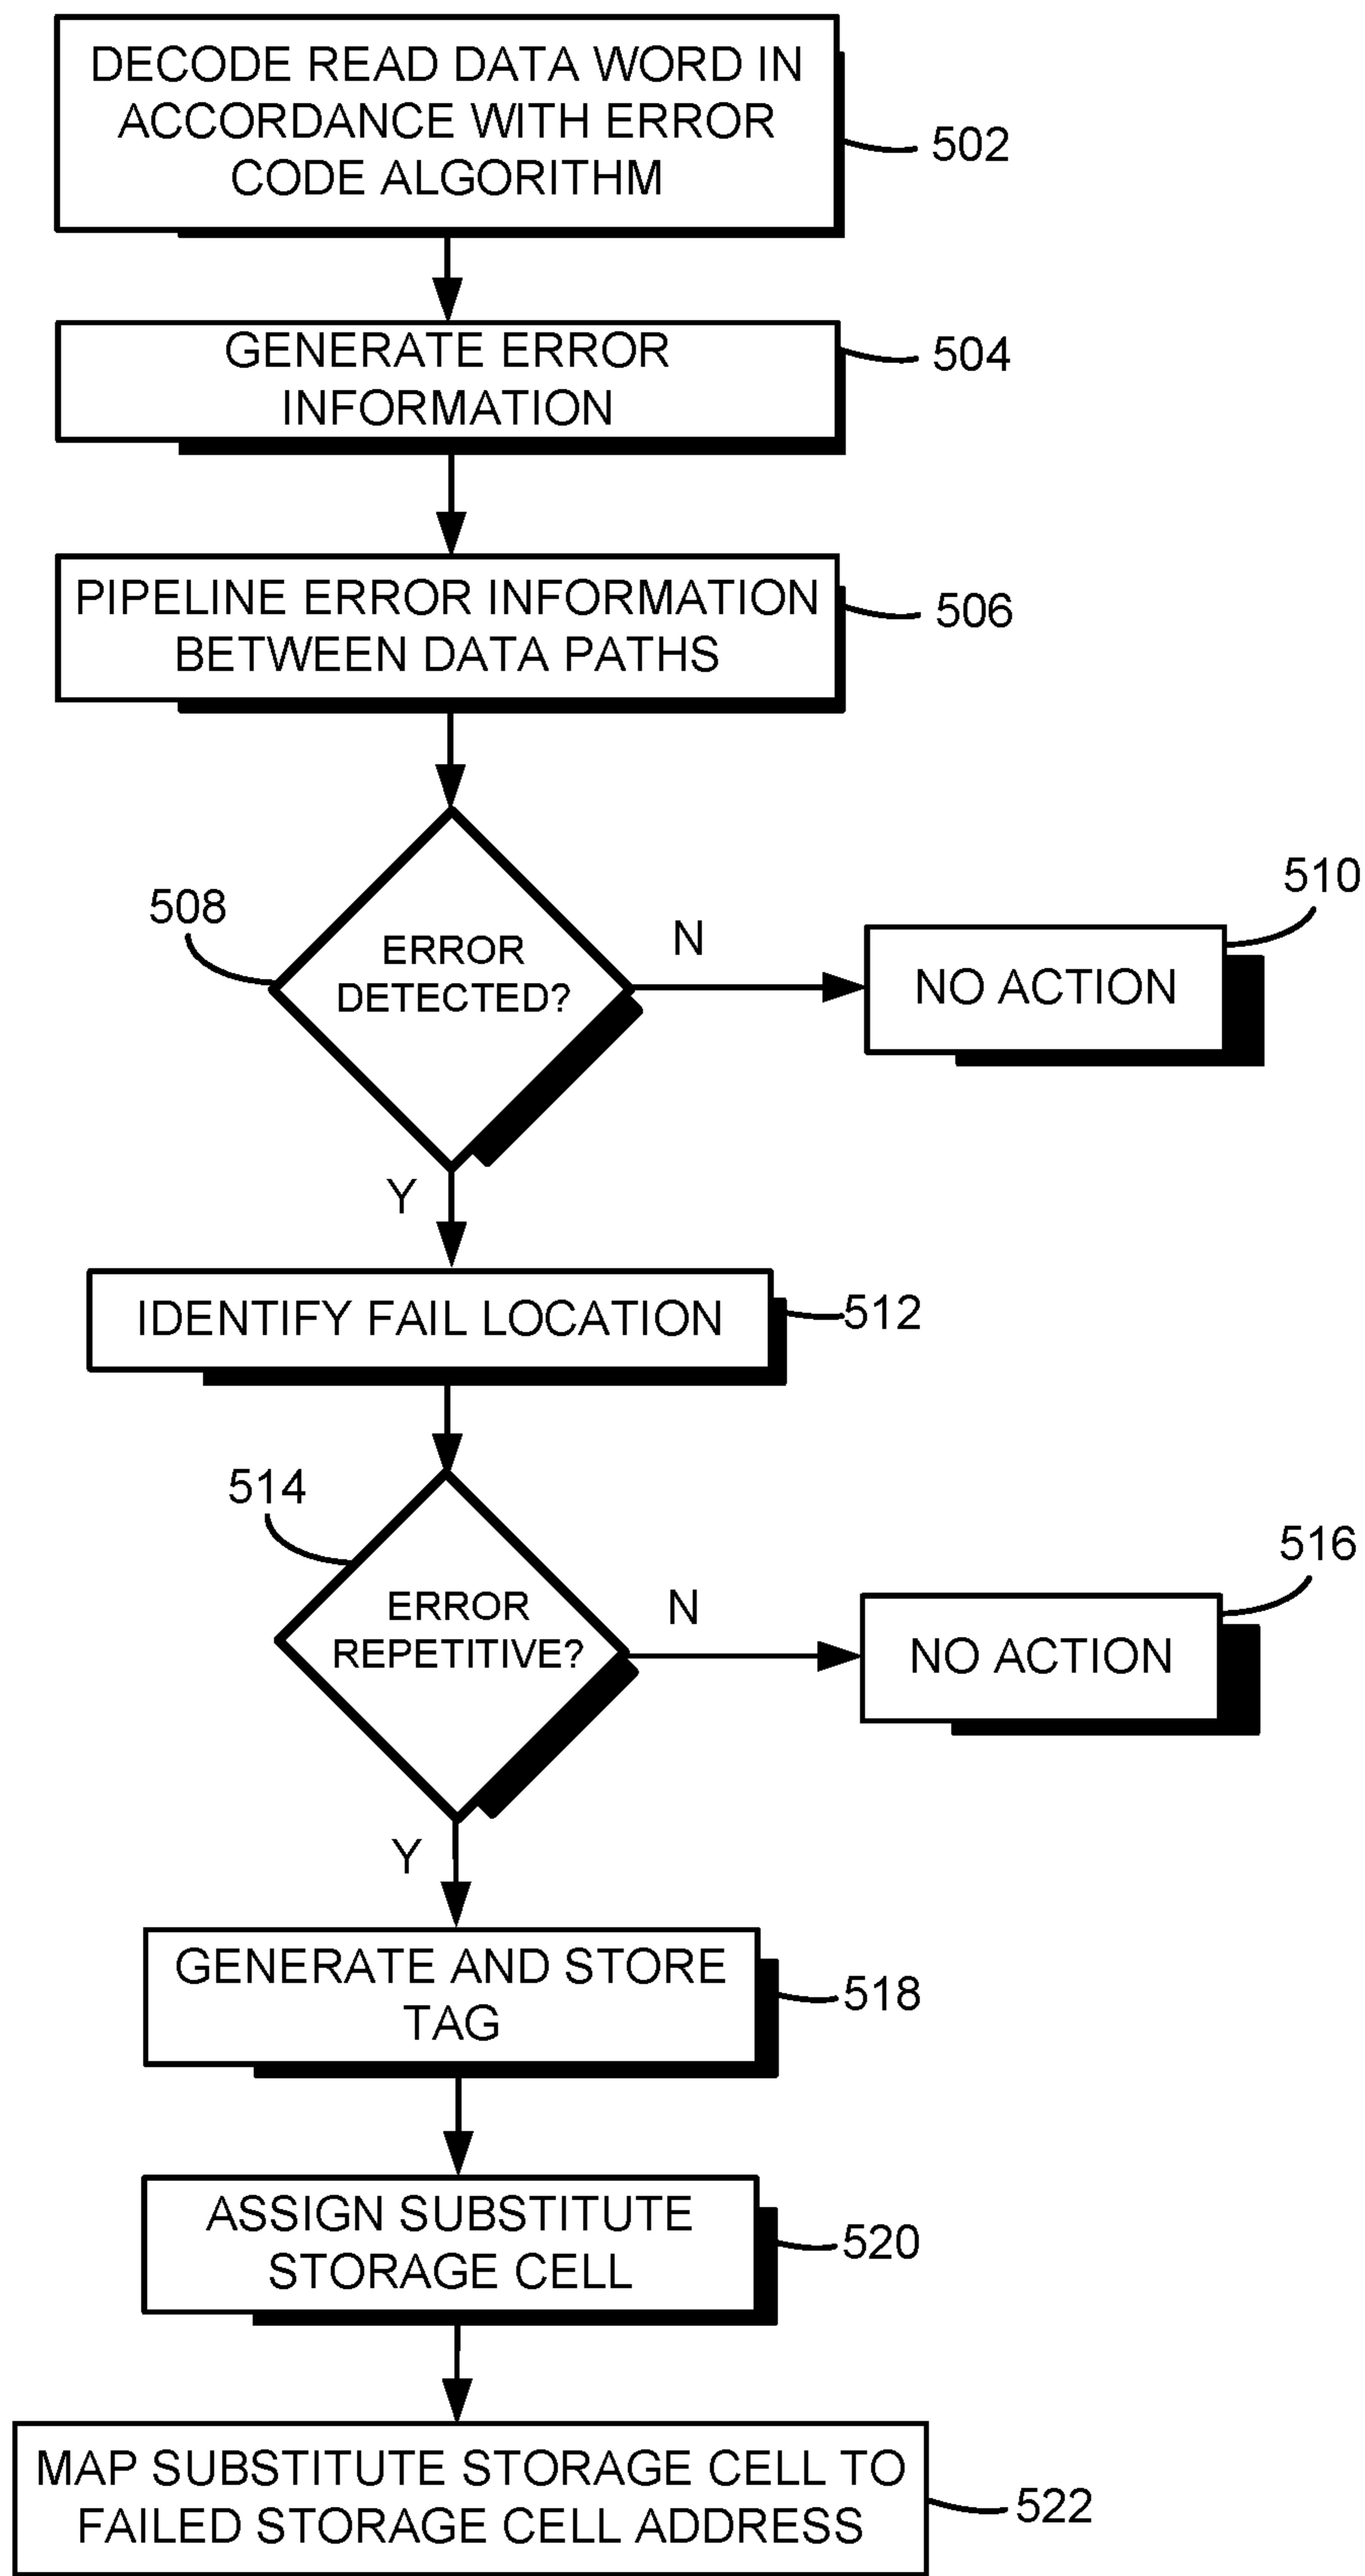 DECODE READ DATA WORD IN
ACCORDANCE WITH ERROR
CODE ALGORITHM
502
GENERATE ERROR
INFORMATION
504
PIPELINE ERROR INFORMATION
BETWEEN DATA PATHS
506
508
ERROR
DETECTED?
N
510
NO ACTION
Y
IDENTIFY FAIL LOCATION
512
514
ERROR
REPETITIVE?
N
516
NO ACTION
Y
GENERATE AND STORE
TAG
518
ASSIGN SUBSTITUTE
STORAGE CELL
520
MAP SUBSTITUTE STORAGE CELL TO
FAILED STORAGE CELL ADDRESS
522